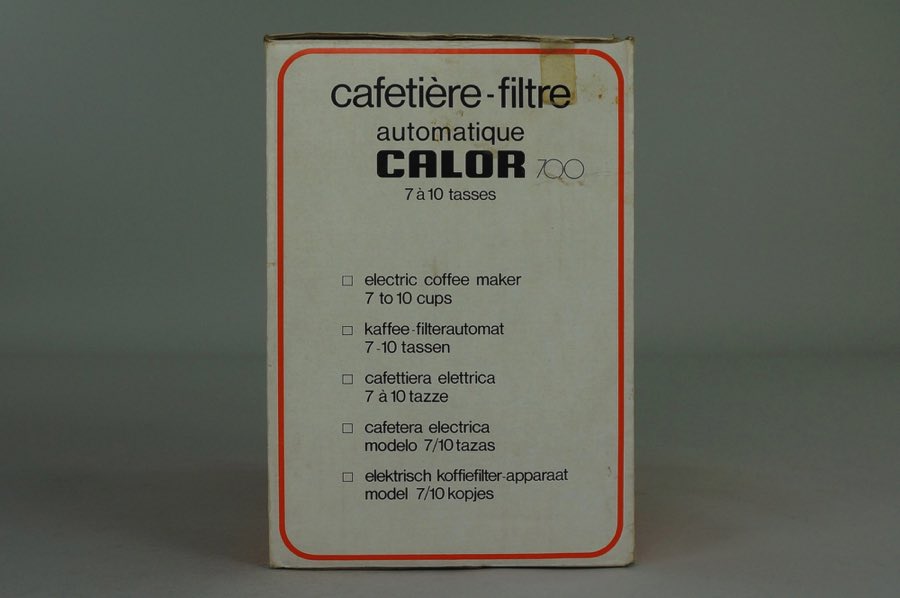 cafetière-filtre
automatique
CALOR 700
7 à 10 tasses
electric coffee maker
7 to 10 cups
kaffee-filterautomat
7-10 tassen
cafettiera elettrica
7 à 10 tazze
cafetera electrica
modelo 7/10 tazas
elektrisch koffiefilter-apparaat
model 7/10 kopjes